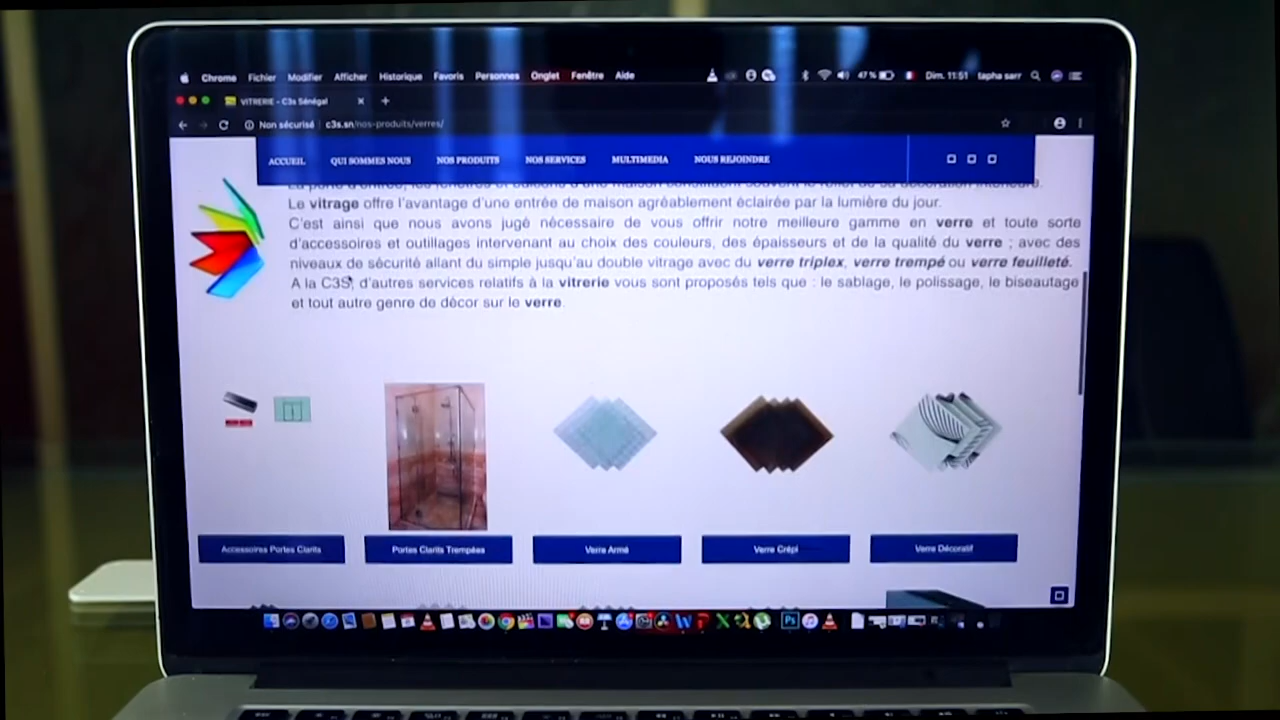 Chrome Fichier Modifier Afficher Historique Favoris Personnes Onglet Fenêtre Aide 47 % Dim. 11:51 tapha sarr
VITRERIE - C3s Sénégal
Non sécurisé c3s.sn/nos-produits/verres/
ACCUEIL QUI SOMMES NOUS NOS PRODUITS NOS SERVICES MULTIMEDIA NOUS REJOINDRE
Le vitrage offre l'avantage d'une entrée de maison agréablement éclairée par la lumière du jour.
C'est ainsi que nous avons jugé nécessaire de vous offrir notre meilleure gamme en verre et toute sorte
d'accessoires et outillages intervenant au choix des couleurs, des épaisseurs et de la qualité du verre ; avec des
niveaux de sécurité allant du simple jusqu'au double vitrage avec du verre triplex, verre trempé ou verre feuilleté.
A la C3S, d'autres services relatifs à la vitrerie vous sont proposés tels que : le sablage, le polissage, le biseautage
et tout autre genre de décor sur le verre.
Accessoires Portes Clarits Portes Clarits Trempées Verre Armé Verre Crépi Verre Décoratif